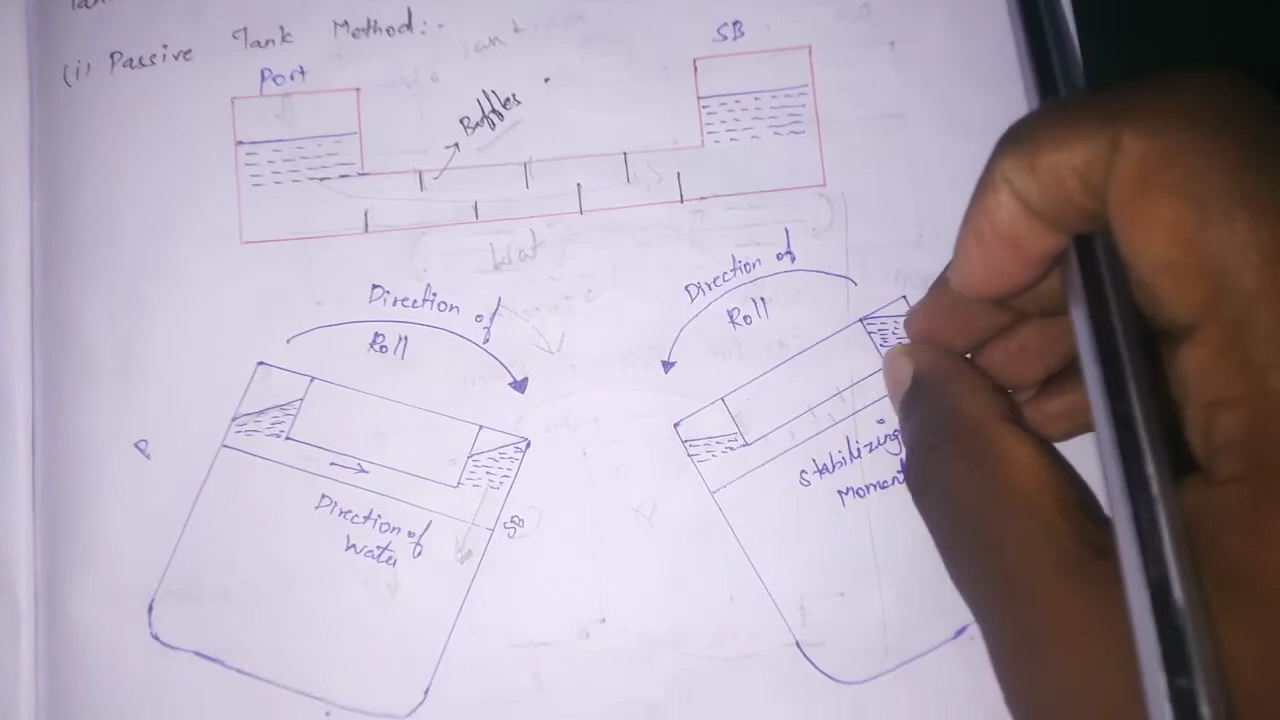 (i) Passive Tank Method:-
Port
SB
Baffles
Direction of
Roll
Direction of
Roll
P
Direction of
Water
SB
Stabilizing
Moment